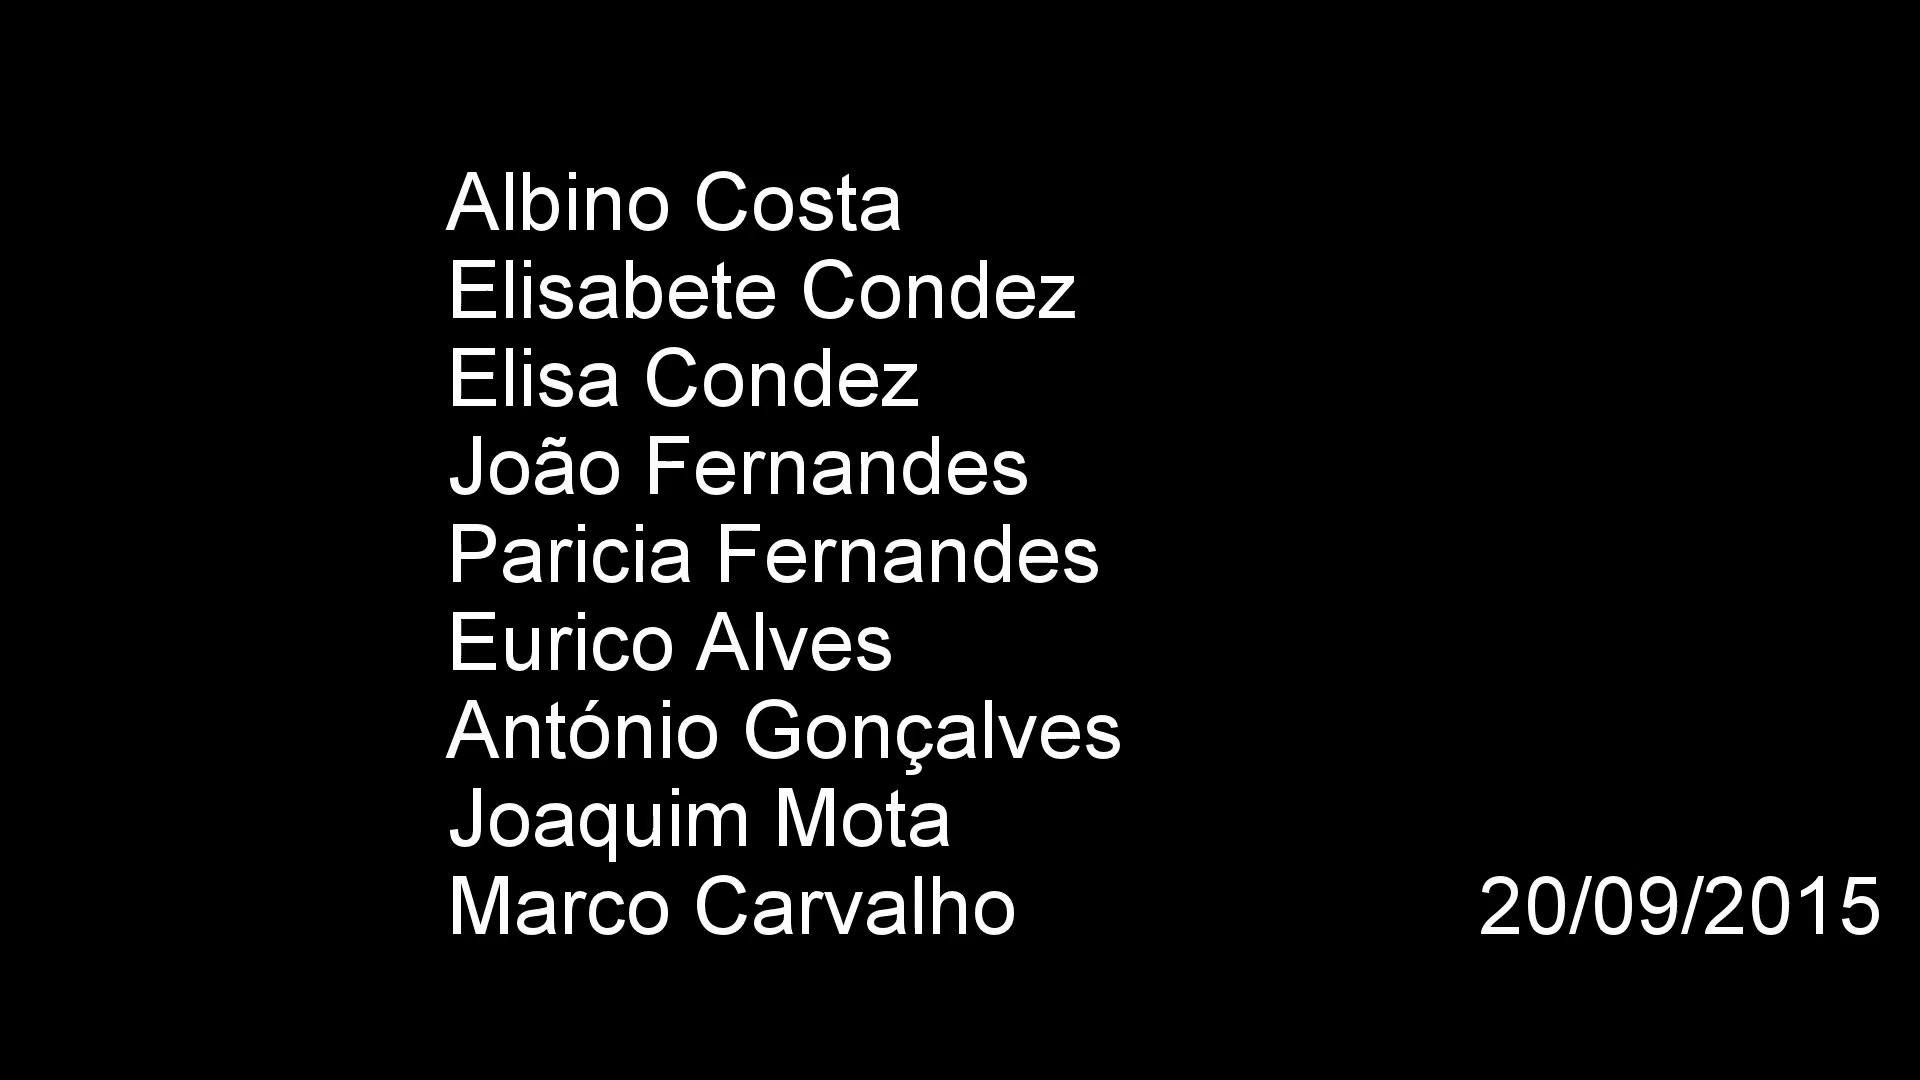 Albino Costa
Elisabete Condez
Elisa Condez
João Fernandes
Paricia Fernandes
Eurico Alves
António Gonçalves
Joaquim Mota
Marco Carvalho
20/09/2015